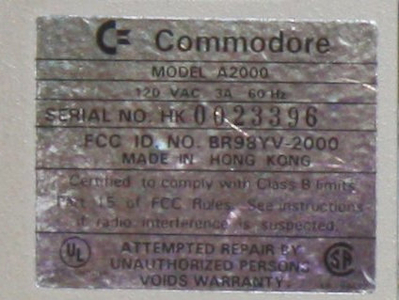 Commodore
MODEL A2000
120 VAC 3A 60 Hz
SERIAL NO. HK 0023396
FCC ID. NO. BR98YV-2000
MADE IN HONG KONG
Certified to comply with Class B limits,
Part 15 of FCC Rules. See instructions
if radio interference is suspected.
UL
ATTEMPTED REPAIR BY
UNAUTHORIZED PERSONS
VOIDS WARRANTY
SA